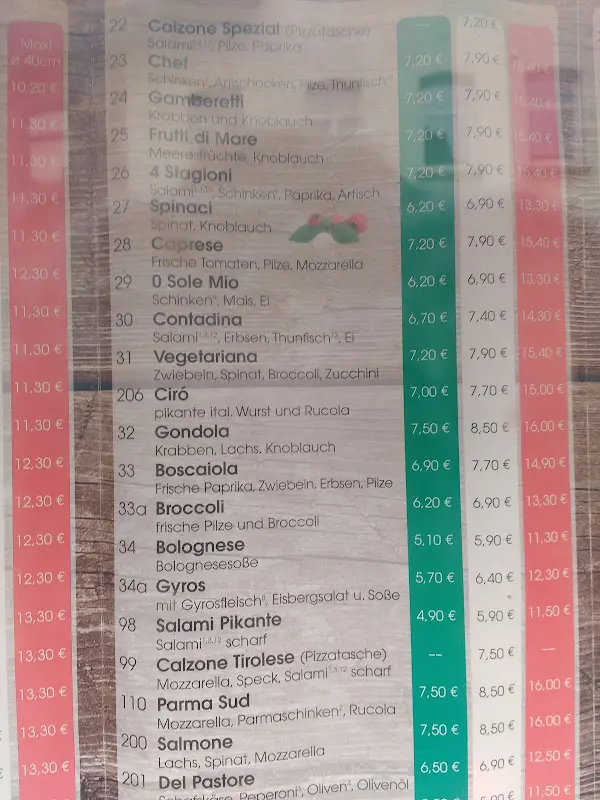 Maxi
ø 40cm
10,20 €
11,30 €
11,30 €
11,30 €
11,30 €
12,30 €
11,30 €
11,30 €
11,30 €
11,30 €
12,30 €
12,30 €
12,30 €
12,30 €
13,30 €
13,30 €
13,30 €
13,30 €
13,30 €
22 Calzone Spezial (Pizzatasche) 7,20 €
Salami, Pilze, Paprika
23 Chef 7,20 € 7,90 € 15,40 €
Schinken, Artischocken, Pilze, Thunfisch
24 Gamberetti 7,20 € 7,90 € 15,40 €
Krabben und Knoblauch
25 Frutti di Mare 7,20 € 7,90 € 15,40 €
Meeresfrüchte, Knoblauch
26 4 Stagioni 7,20 € 7,90 € 15,40 €
Salami, Schinken, Paprika, Artisch.
27 Spinaci 6,20 € 6,90 € 13,30 €
Spinat, Knoblauch
28 Caprese 7,20 € 7,90 € 15,40 €
Frische Tomaten, Pilze, Mozzarella
29 0 Sole Mio 6,20 € 6,90 € 13,30 €
Schinken, Mais, Ei
30 Contadina 6,70 € 7,40 € 14,30 €
Salami, Erbsen, Thunfisch, Ei
31 Vegetariana 7,20 € 7,90 € 15,40 €
Zwiebeln, Spinat, Broccoli, Zucchini
206 Ciró 7,00 € 7,70 € 15,00 €
pikante ital. Wurst und Rucola
32 Gondola 7,50 € 8,50 € 16,00 €
Krabben, Lachs, Knoblauch
33 Boscaiola 6,90 € 7,70 € 14,90 €
Frische Paprika, Zwiebeln, Erbsen, Pilze
33a Broccoli 6,20 € 6,90 € 13,30 €
frische Pilze und Broccoli
34 Bolognese 5,10 € 5,90 € 11,30 €
Bolognesesoße
34a Gyros 5,70 € 6,40 € 12,30 €
mit Gyrosfleisch, Eisbergsalat u. Soße
98 Salami Pikante 4,90 € 5,90 € 11,50 €
Salami scharf
99 Calzone Tirolese (Pizzatasche) -- 7,50 € --
Mozzarella, Speck, Salami scharf
110 Parma Sud 7,50 € 8,50 € 16,00 €
Mozzarella, Parmaschinken, Rucola
200 Salmone 7,50 € 8,50 € 16,00 €
Lachs, Spinat, Mozzarella
201 Del Pastore 6,50 € 6,90 € 12,50 €
Schafskäse, Peperoni, Oliven, Olivenöl
11,50 €